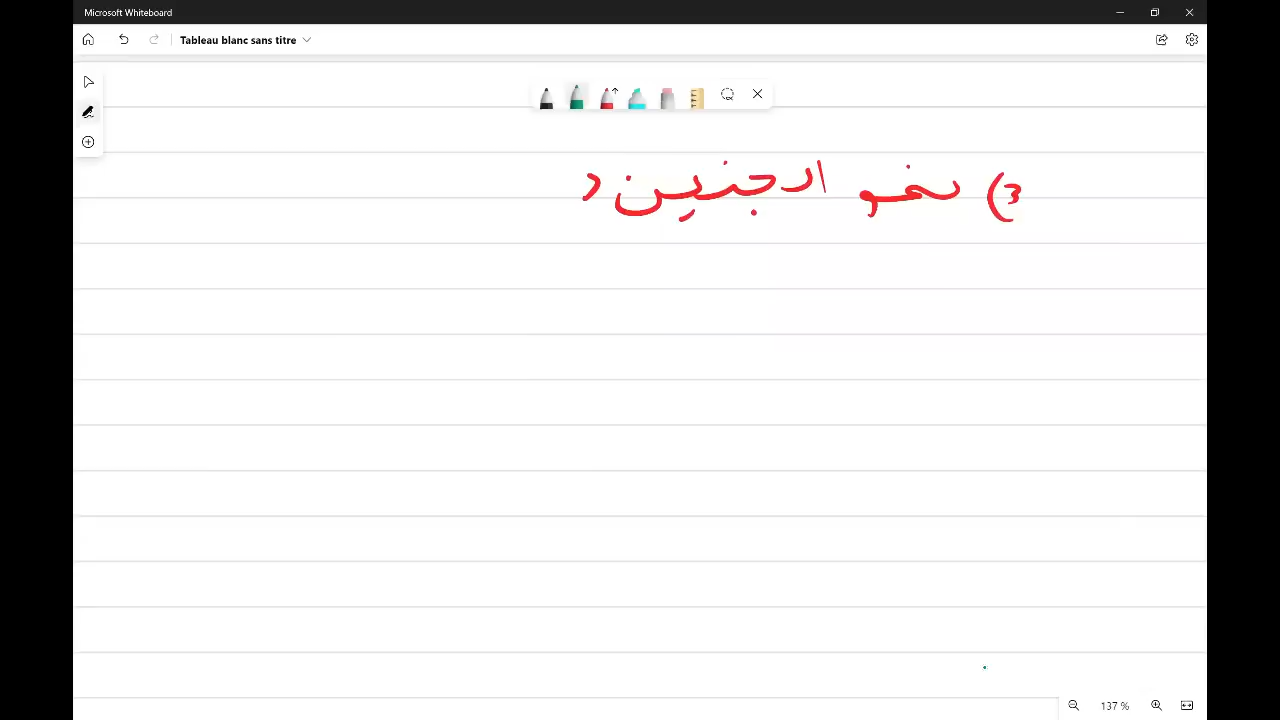 Microsoft Whiteboard
Tableau blanc sans titre
3) نمو الجنين :
137 %